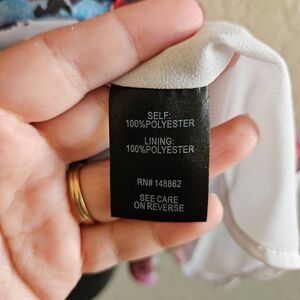 SELF:
100%POLYESTER
LINING:
100%POLYESTER
RN# 148862
SEE CARE
ON REVERSE